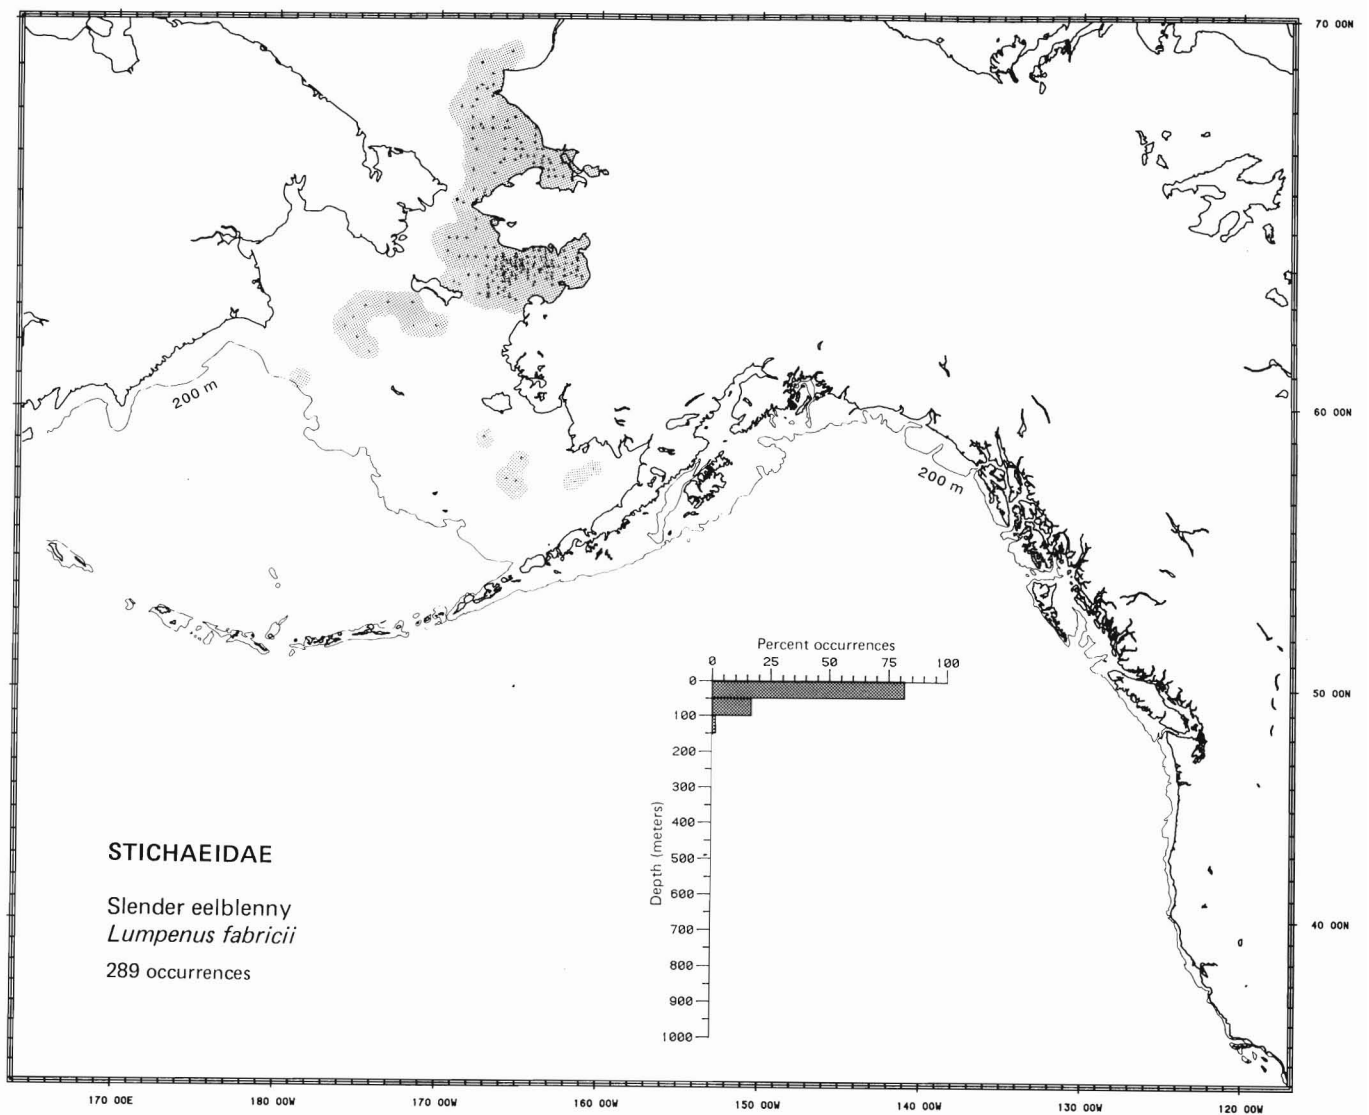 70 00N
200 m
60 00N
200 m
Percent occurrences
0 25 50 75 100
50 00N
0
100
200
300
400
500
600
700
800
900
1000
Depth (meters)
STICHAEIDAE
Slender eelblenny
Lumpenus fabricii
289 occurrences
40 00N
170 00E 180 00W 170 00W 160 00W 150 00W 140 00W 130 00W 120 00W